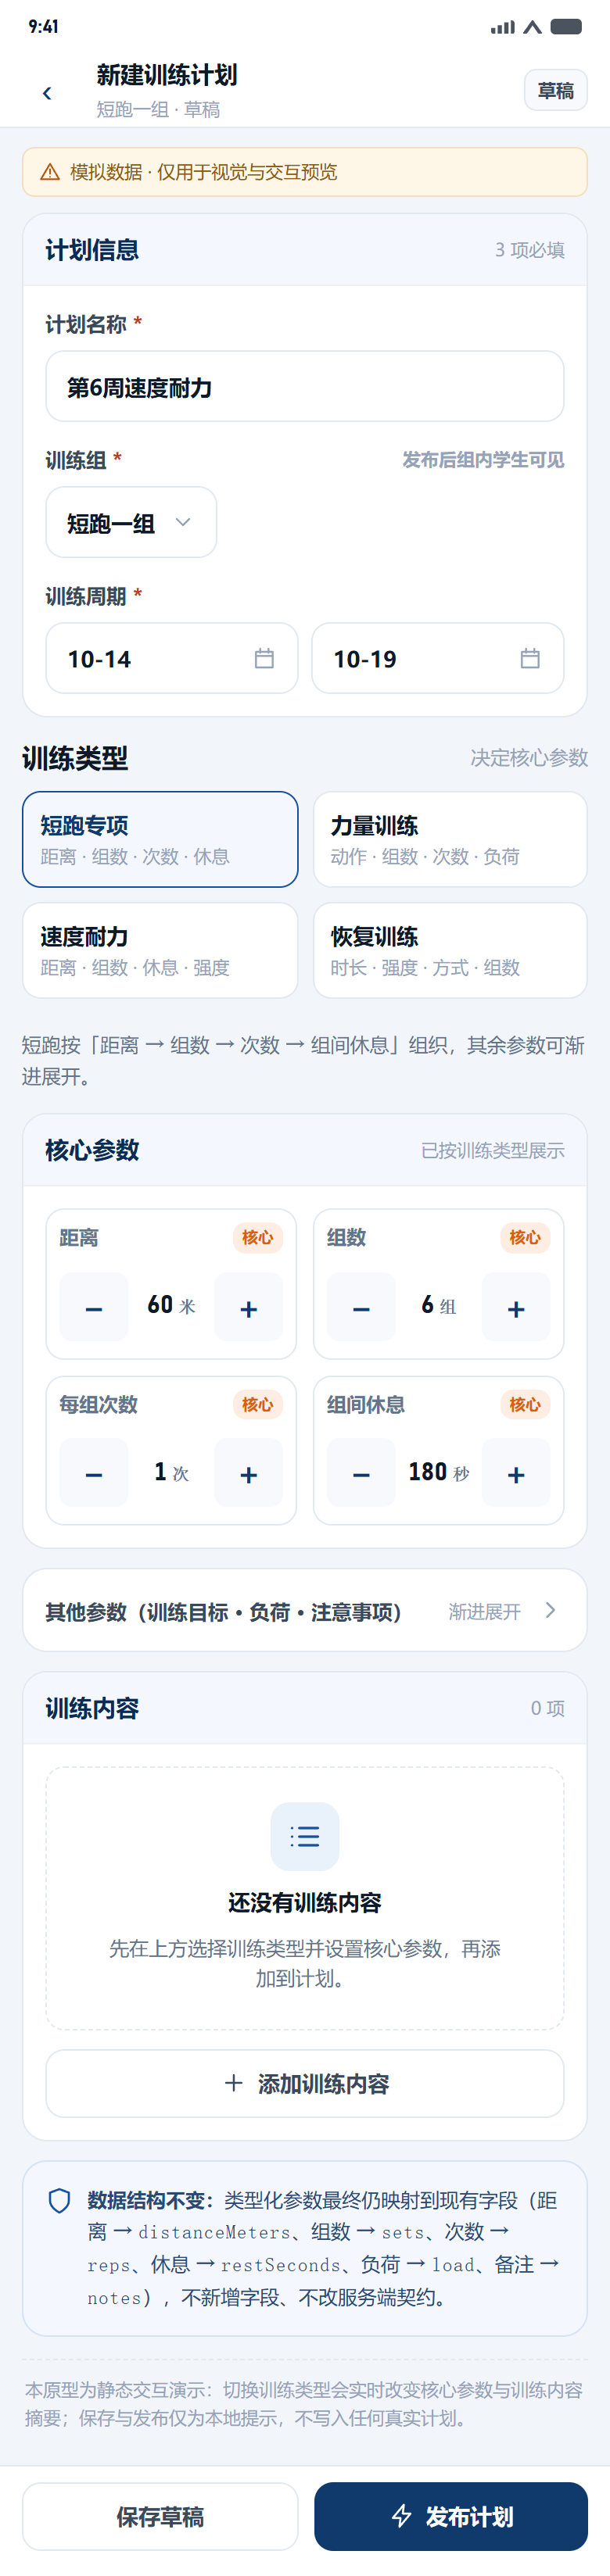 9:41
‹ 新建训练计划
短跑一组 · 草稿
草稿
模拟数据 · 仅用于视觉与交互预览
计划信息
3 项必填
计划名称 *
第6周速度耐力
训练组 *
发布后组内学生可见
短跑一组
训练周期 *
10-14
10-19
训练类型
决定核心参数
短跑专项
距离 · 组数 · 次数 · 休息
力量训练
动作 · 组数 · 次数 · 负荷
速度耐力
距离 · 组数 · 休息 · 强度
恢复训练
时长 · 强度 · 方式 · 组数
短跑按「距离 → 组数 → 次数 → 组间休息」组织，其余参数可渐
进展开。
核心参数
已按训练类型展示
距离
核心
− 60 米 +
组数
核心
− 6 组 +
每组次数
核心
− 1 次 +
组间休息
核心
− 180 秒 +
其他参数（训练目标 · 负荷 · 注意事项）
渐进展开
训练内容
0 项
还没有训练内容
先在上方选择训练类型并设置核心参数，再添
加到计划。
＋ 添加训练内容
数据结构不变：类型化参数最终仍映射到现有字段（距
离 → distanceMeters、组数 → sets、次数 →
reps、休息 → restSeconds、负荷 → load、备注 →
notes），不新增字段、不改服务端契约。
本原型为静态交互演示：切换训练类型会实时改变核心参数与训练内容
摘要；保存与发布仅为本地提示，不写入任何真实计划。
保存草稿
发布计划